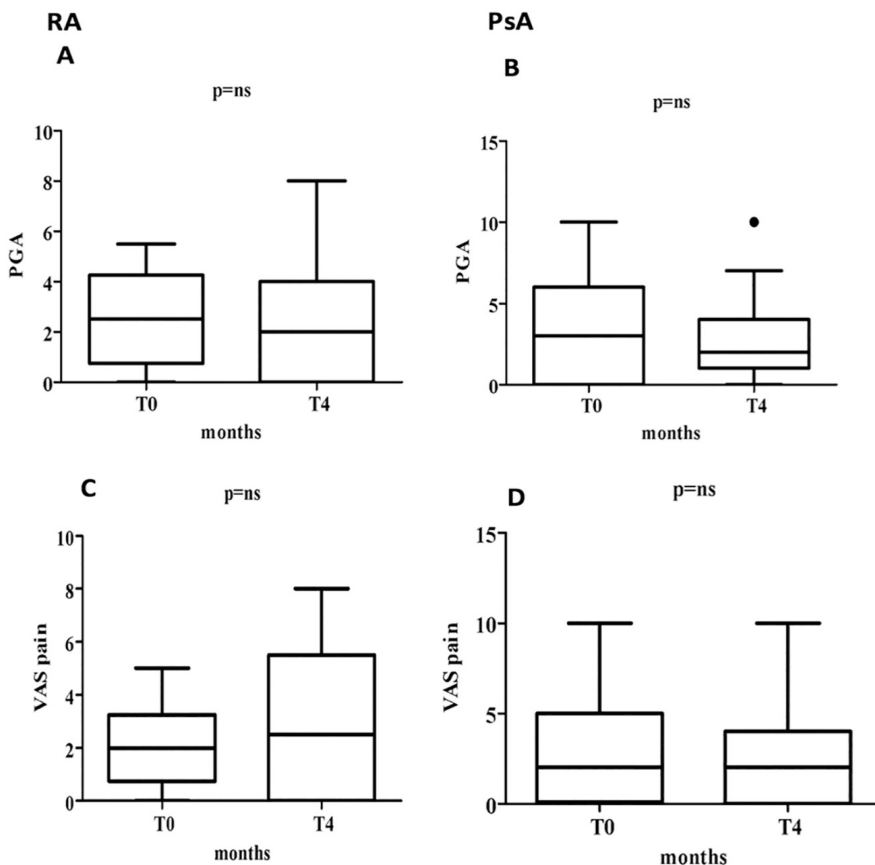 RA
A
p=ns
PGA
10
8
6
4
2
0
T0 T4
months
PsA
B
p=ns
PGA
15
10
5
0
T0 T4
months
C
p=ns
VAS pain
10
8
6
4
2
0
T0 T4
months
D
p=ns
VAS pain
15
10
5
0
T0 T4
months